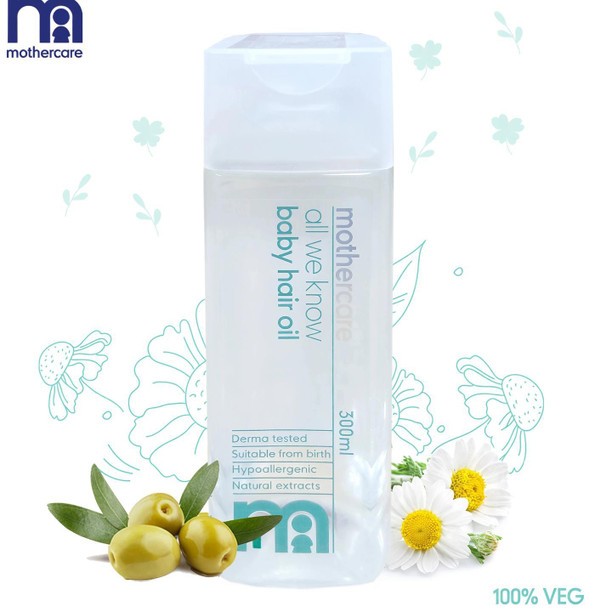 mothercare
mothercare
all we know
baby hair oil
300ml
Derma tested
Suitable from birth
Hypoallergenic
Natural extracts
100% VEG